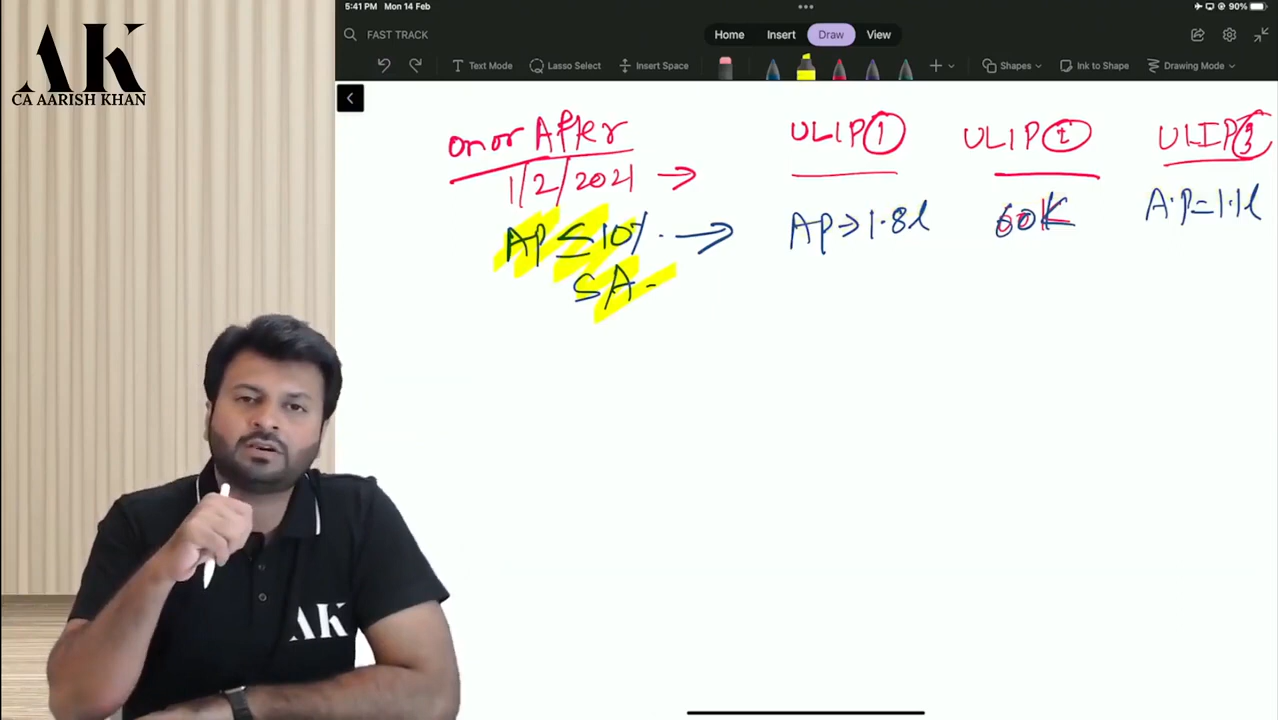 5:41 PM Mon 14 Feb
90%
AK
CA AARISH KHAN
FAST TRACK
Home Insert Draw View
Text Mode Lasso Select Insert Space Shapes Ink to Shape Drawing Mode
on or After
1/2/2021 →
ULIP ①
ULIP ②
ULIP ③
AP ≤ 10% . →
SA -
AP → 1.8l
60K
A.P = 1.1l
AK